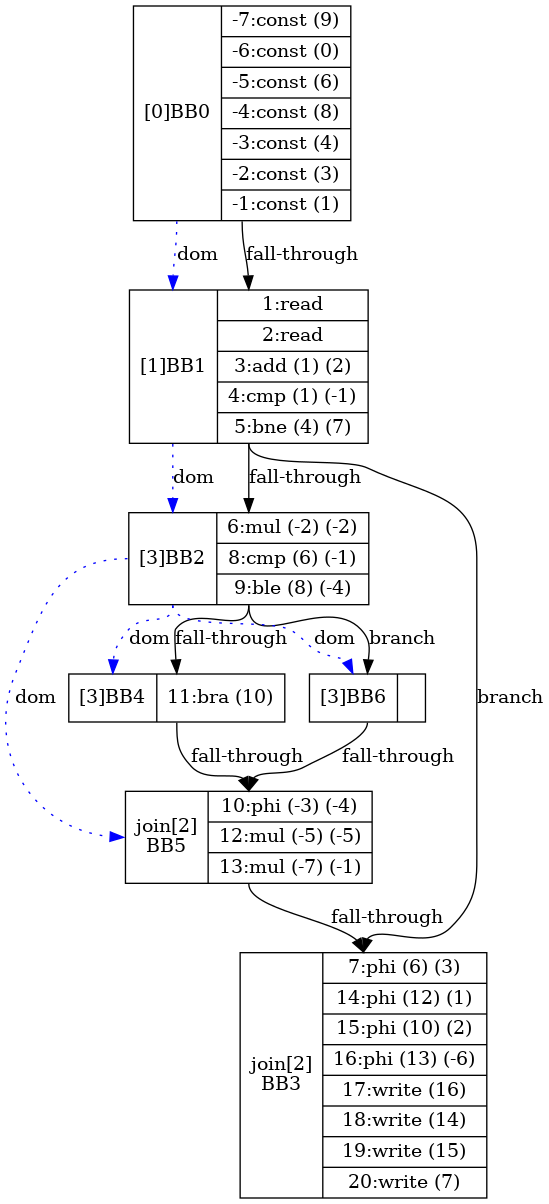 [0]BB0
-7:const (9)
-6:const (0)
-5:const (6)
-4:const (8)
-3:const (4)
-2:const (3)
-1:const (1)
dom
fall-through
[1]BB1
1:read
2:read
3:add (1) (2)
4:cmp (1) (-1)
5:bne (4) (7)
dom
fall-through
[3]BB2
6:mul (-2) (-2)
8:cmp (6) (-1)
9:ble (8) (-4)
dom
fall-through
dom
branch
dom
branch
[3]BB4
11:bra (10)
[3]BB6
fall-through
fall-through
join[2]
BB5
10:phi (-3) (-4)
12:mul (-5) (-5)
13:mul (-7) (-1)
fall-through
join[2]
BB3
7:phi (6) (3)
14:phi (12) (1)
15:phi (10) (2)
16:phi (13) (-6)
17:write (16)
18:write (14)
19:write (15)
20:write (7)